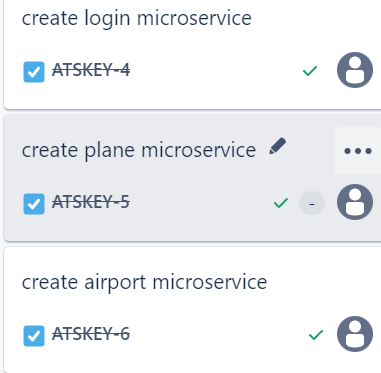 create login microservice
ATSKEY-4
create plane microservice
ATSKEY-5
-
create airport microservice
ATSKEY-6